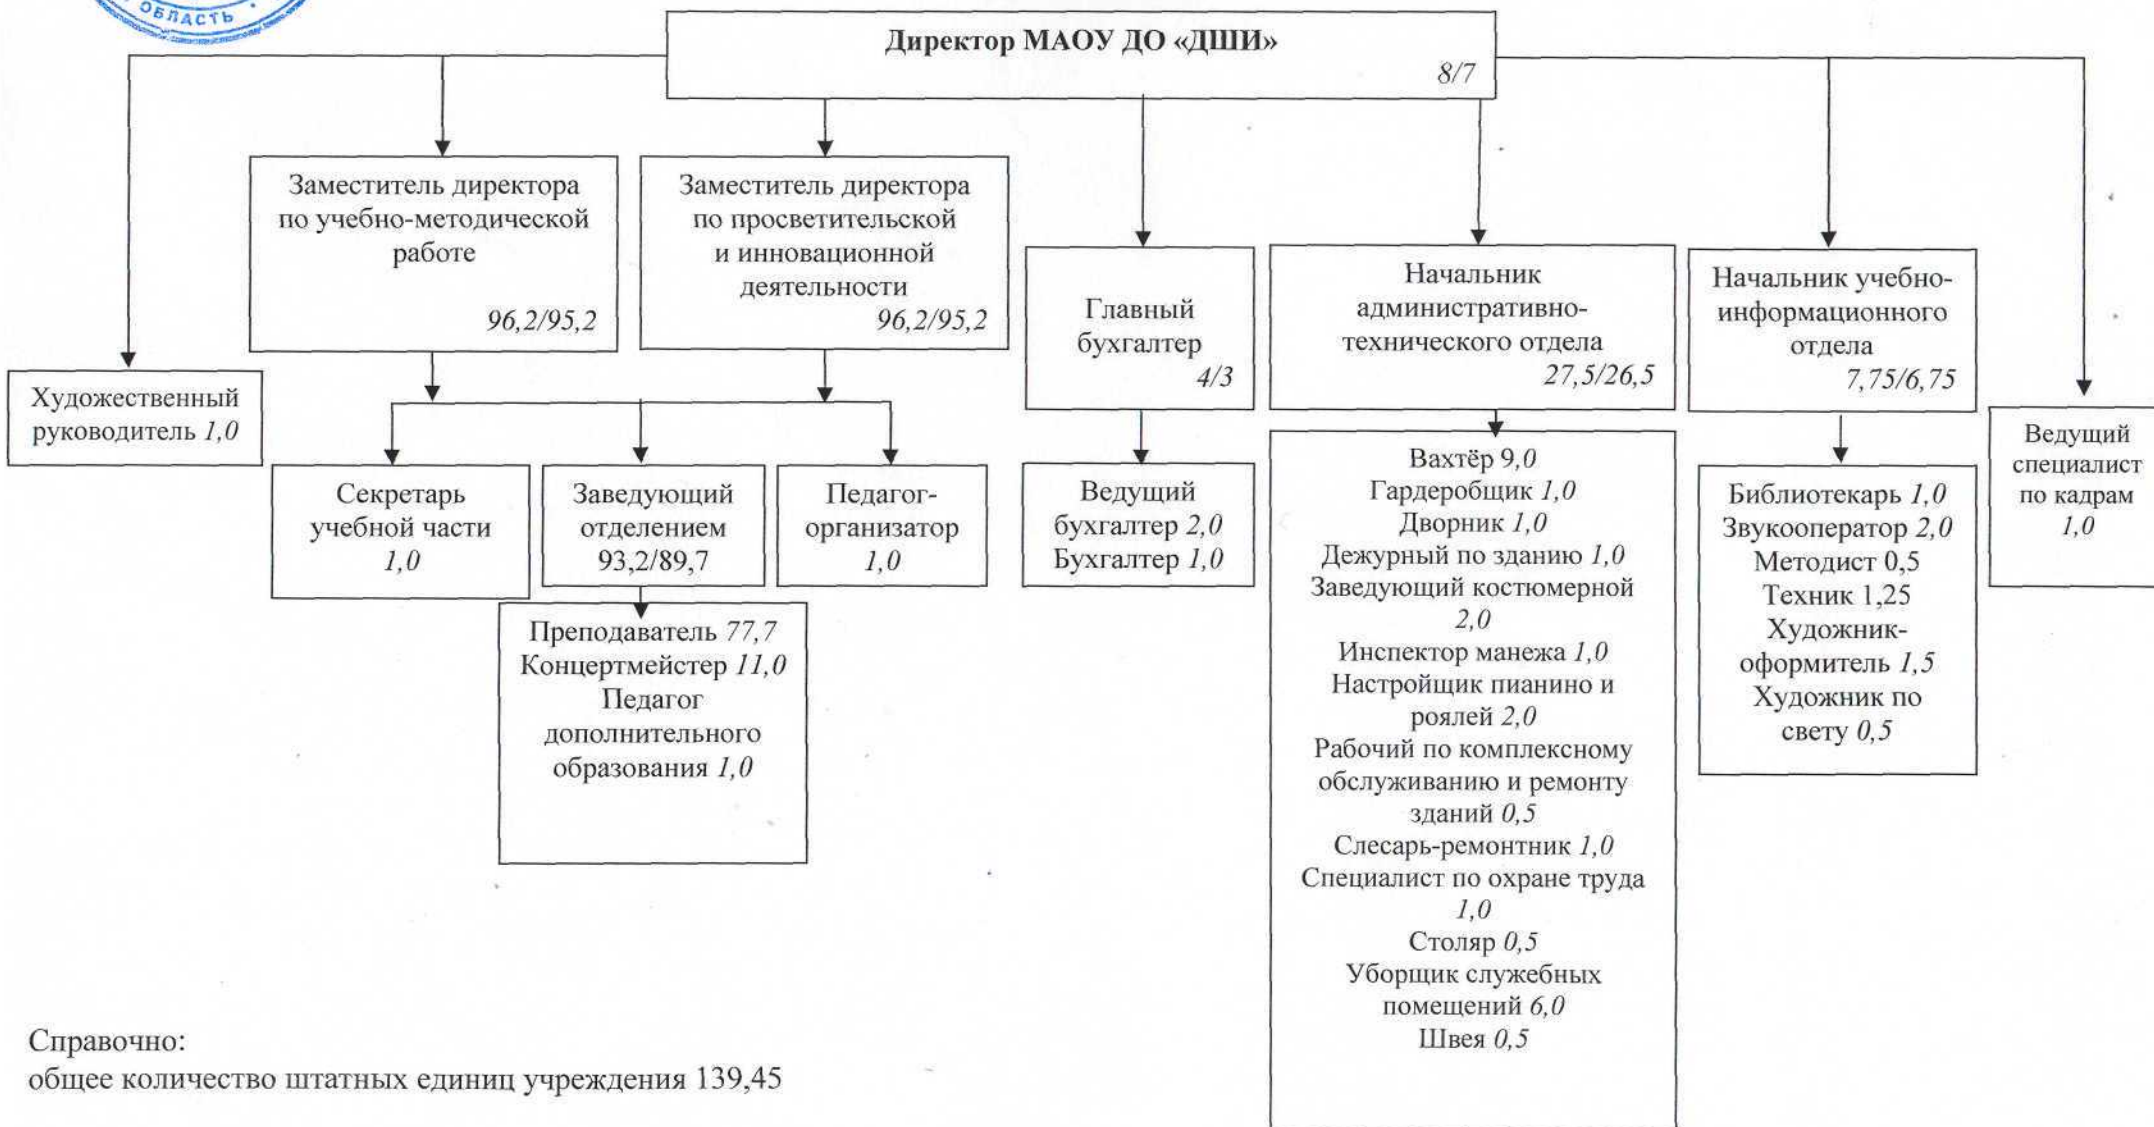 ОБЛАСТЬ
Директор МАОУ ДО «ДШИ»
8/7
Заместитель директора
по учебно-методической
работе
96,2/95,2
Заместитель директора
по просветительской
и инновационной
деятельности
96,2/95,2
Главный
бухгалтер
4/3
Начальник
административно-
технического отдела
27,5/26,5
Начальник учебно-
информационного
отдела
7,75/6,75
Художественный
руководитель 1,0
Ведущий
специалист
по кадрам
1,0
Секретарь
учебной части
1,0
Заведующий
отделением
93,2/89,7
Педагог-
организатор
1,0
Ведущий
бухгалтер 2,0
Бухгалтер 1,0
Вахтёр 9,0
Гардеробщик 1,0
Дворник 1,0
Дежурный по зданию 1,0
Заведующий костюмерной
2,0
Инспектор манежа 1,0
Настройщик пианино и
роялей 2,0
Рабочий по комплексному
обслуживанию и ремонту
зданий 0,5
Слесарь-ремонтник 1,0
Специалист по охране труда
1,0
Столяр 0,5
Уборщик служебных
помещений 6,0
Швея 0,5
Библиотекарь 1,0
Звукооператор 2,0
Методист 0,5
Техник 1,25
Художник-
оформитель 1,5
Художник по
свету 0,5
Преподаватель 77,7
Концертмейстер 11,0
Педагог
дополнительного
образования 1,0
Справочно:
общее количество штатных единиц учреждения 139,45